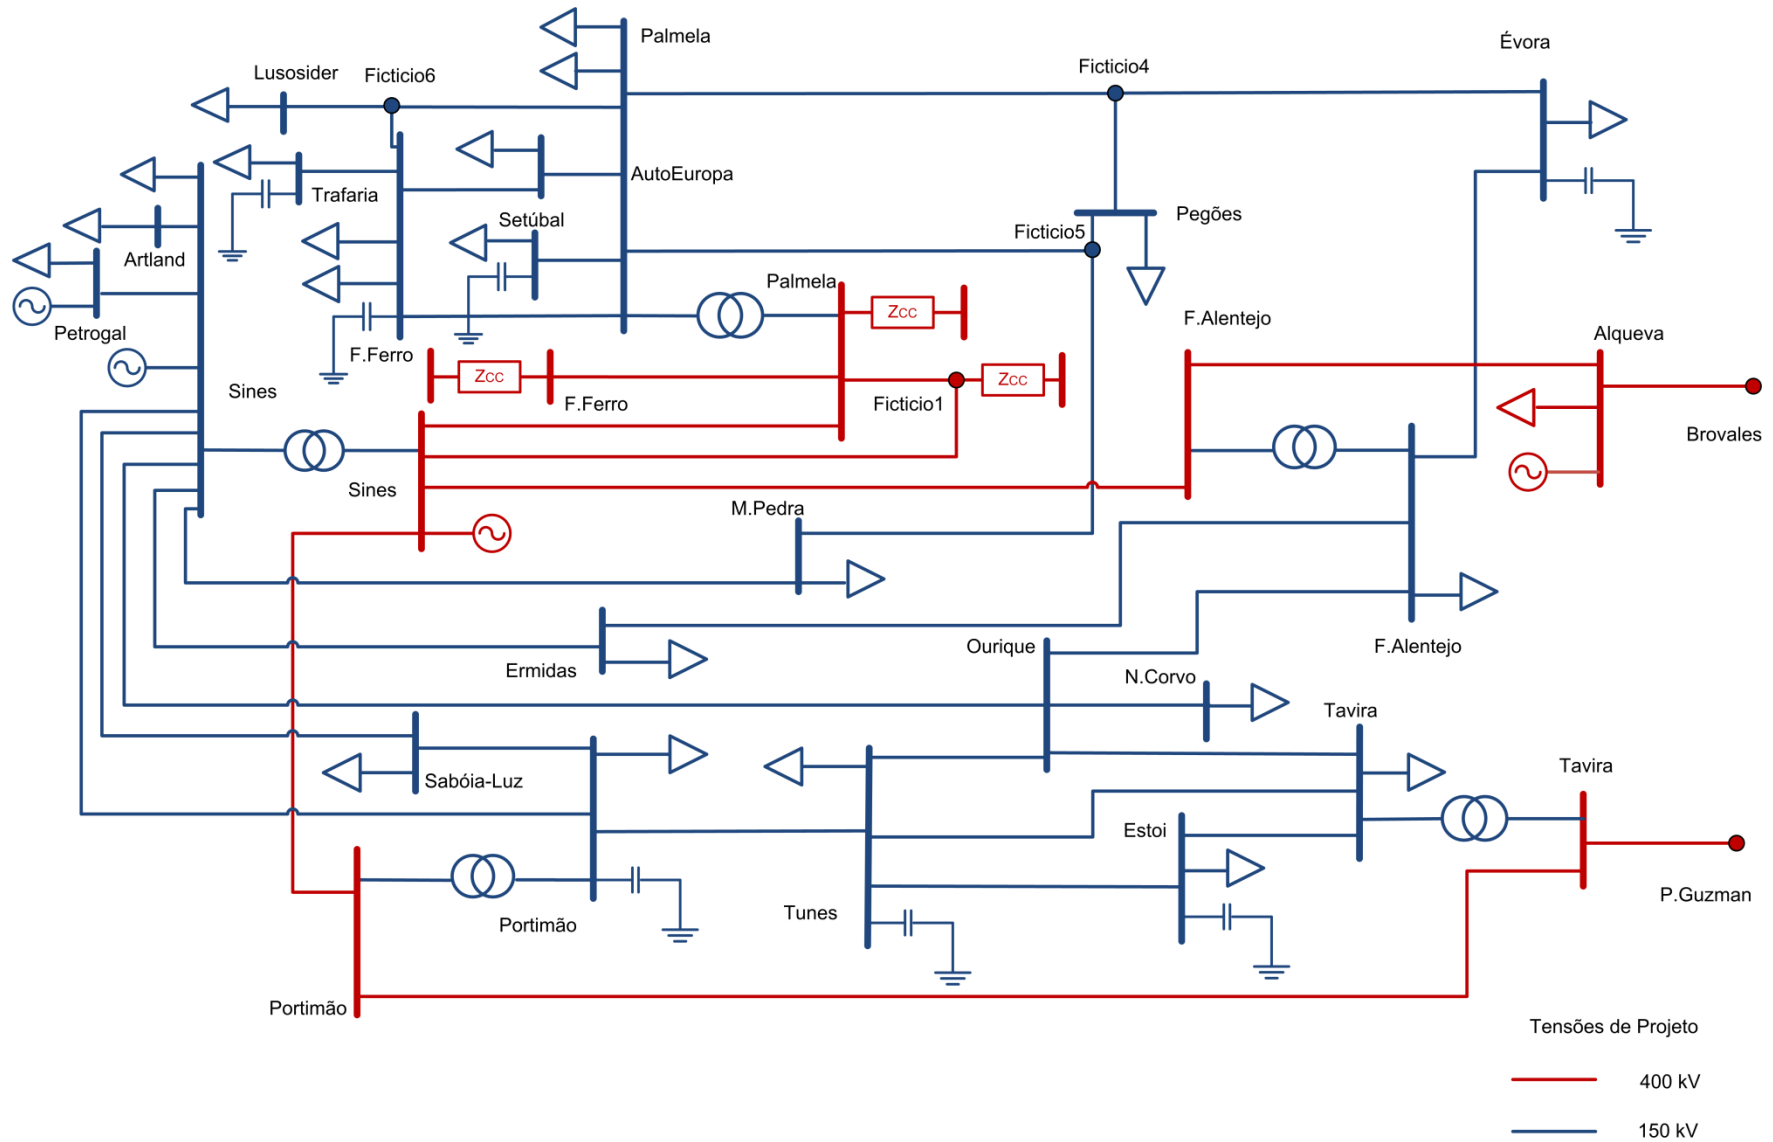 Palmela
Évora
Lusosider
Ficticio6
Ficticio4
AutoEuropa
Trafaria
Setúbal
Pegões
Ficticio5
Artland
Palmela
Zcc
F.Alentejo
Petrogal
F.Ferro
Alqueva
Zcc
Zcc
Sines
F.Ferro
Ficticio1
Brovales
Sines
M.Pedra
Ourique
F.Alentejo
Ermidas
N.Corvo
Tavira
Tavira
Sabóia-Luz
Estoi
P.Guzman
Tunes
Portimão
Portimão
Tensões de Projeto
400 kV
150 kV